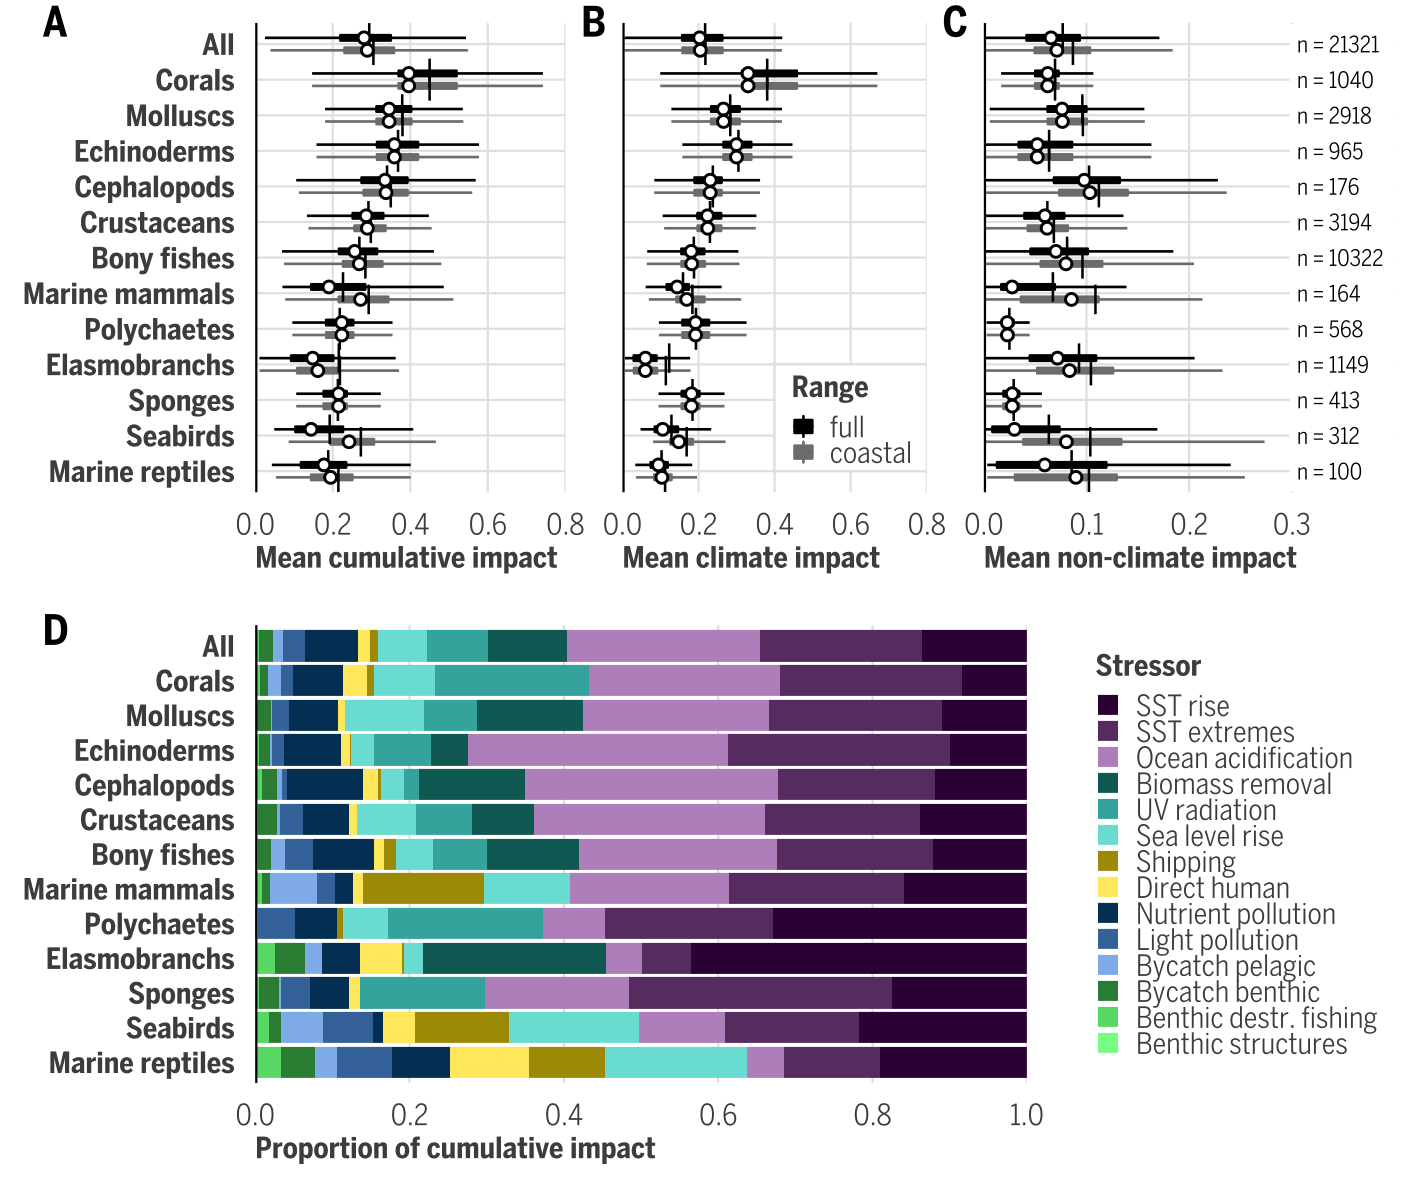 A
B
C
All
Corals
Molluscs
Echinoderms
Cephalopods
Crustaceans
Bony fishes
Marine mammals
Polychaetes
Elasmobranchs
Sponges
Seabirds
Marine reptiles
n = 21321
n = 1040
n = 2918
n = 965
n = 176
n = 3194
n = 10322
n = 164
n = 568
n = 1149
n = 413
n = 312
n = 100
Range
full
coastal
0.0 0.2 0.4 0.6 0.8
Mean cumulative impact
0.0 0.2 0.4 0.6 0.8
Mean climate impact
0.0 0.1 0.2 0.3
Mean non-climate impact
D
All
Corals
Molluscs
Echinoderms
Cephalopods
Crustaceans
Bony fishes
Marine mammals
Polychaetes
Elasmobranchs
Sponges
Seabirds
Marine reptiles
0.0 0.2 0.4 0.6 0.8 1.0
Proportion of cumulative impact
Stressor
SST rise
SST extremes
Ocean acidification
Biomass removal
UV radiation
Sea level rise
Shipping
Direct human
Nutrient pollution
Light pollution
Bycatch pelagic
Bycatch benthic
Benthic destr. fishing
Benthic structures